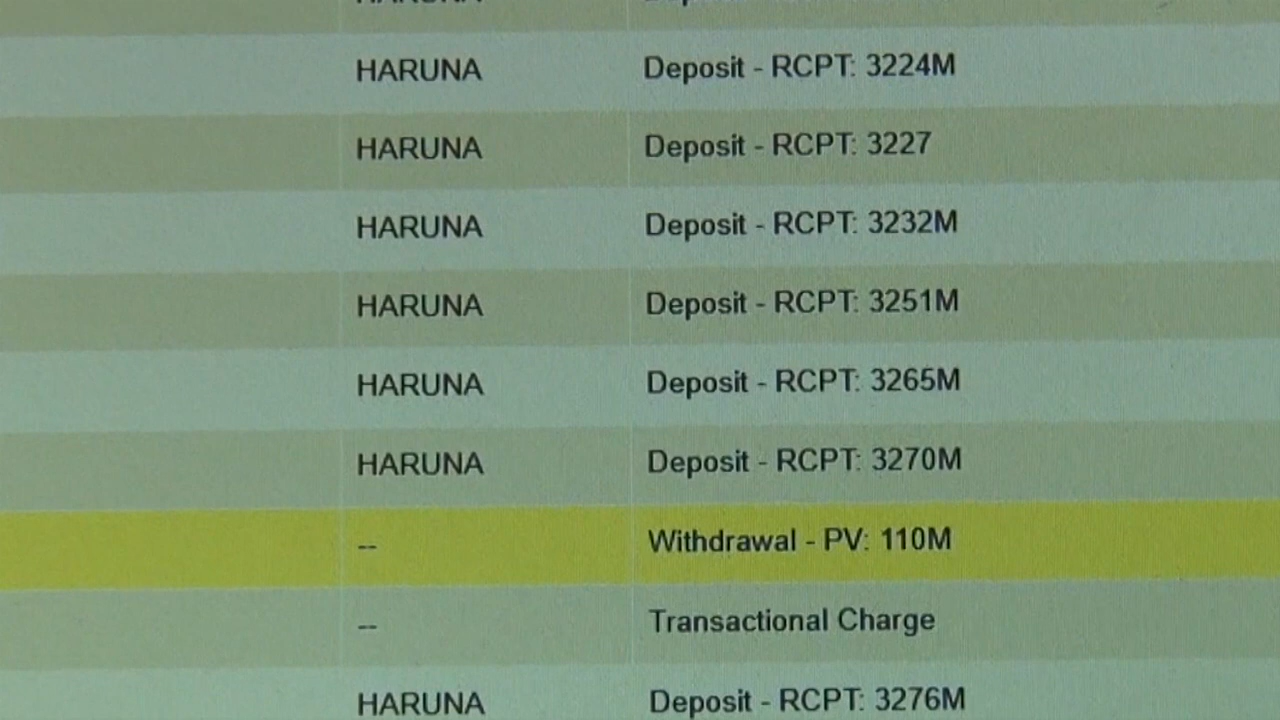 HARUNA Deposit - RCPT: 3224M
HARUNA Deposit - RCPT: 3227
HARUNA Deposit - RCPT: 3232M
HARUNA Deposit - RCPT: 3251M
HARUNA Deposit - RCPT: 3265M
HARUNA Deposit - RCPT: 3270M
-- Withdrawal - PV: 110M
-- Transactional Charge
HARUNA Deposit - RCPT: 3276M